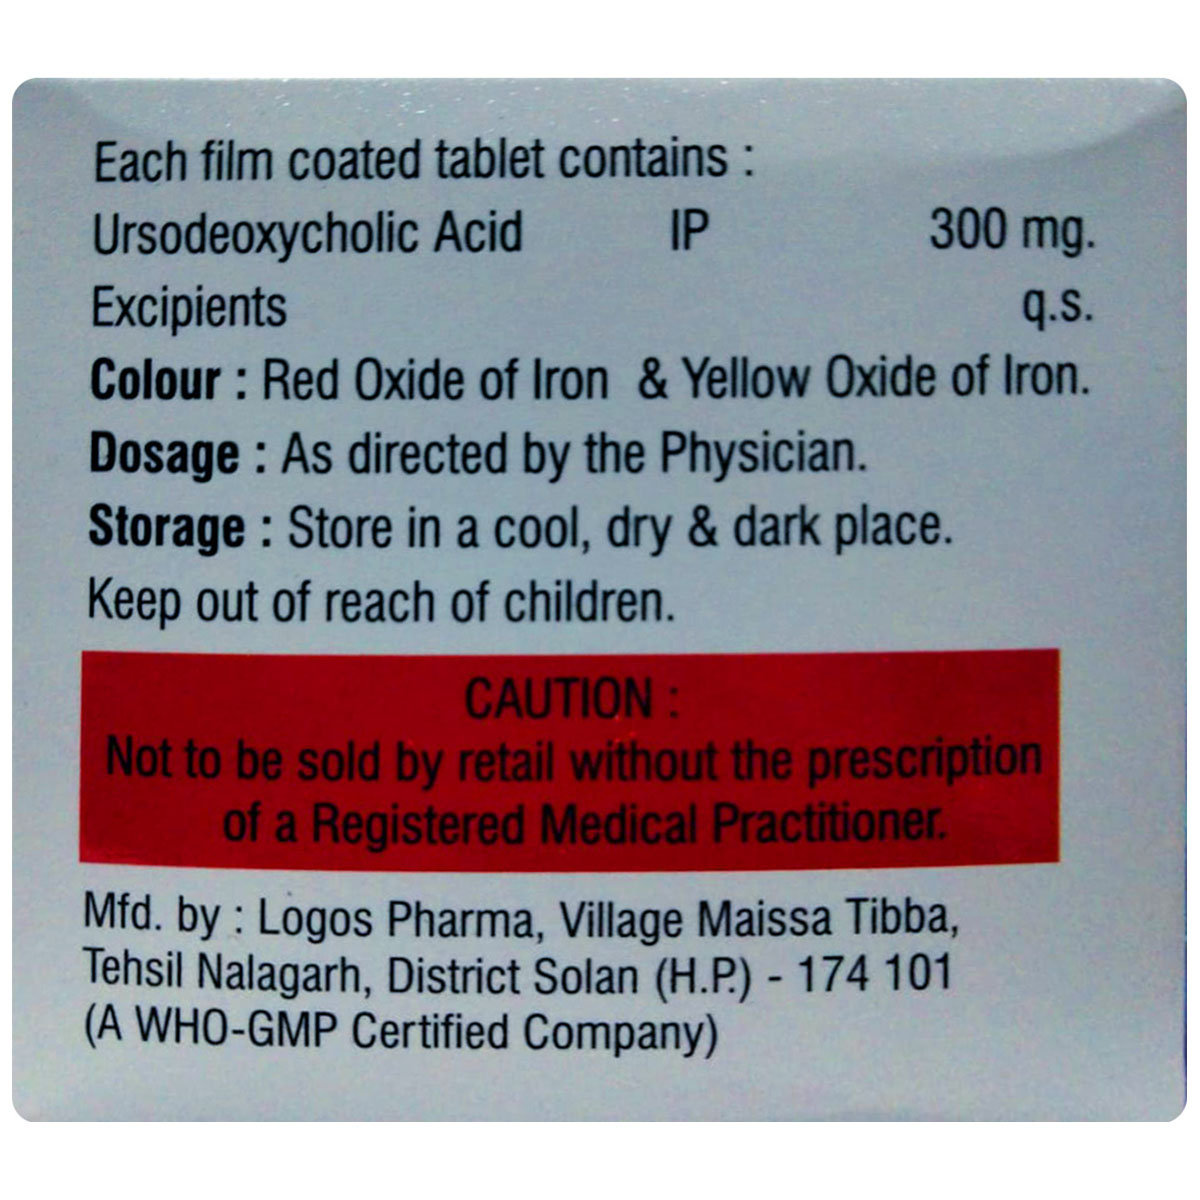 Each film coated tablet contains :
Ursodeoxycholic Acid IP 300 mg.
Excipients q.s.
Colour : Red Oxide of Iron & Yellow Oxide of Iron.
Dosage : As directed by the Physician.
Storage : Store in a cool, dry & dark place.
Keep out of reach of children.
CAUTION :
Not to be sold by retail without the prescription
of a Registered Medical Practitioner.
Mfd. by : Logos Pharma, Village Maissa Tibba,
Tehsil Nalagarh, District Solan (H.P.) - 174 101
(A WHO-GMP Certified Company)